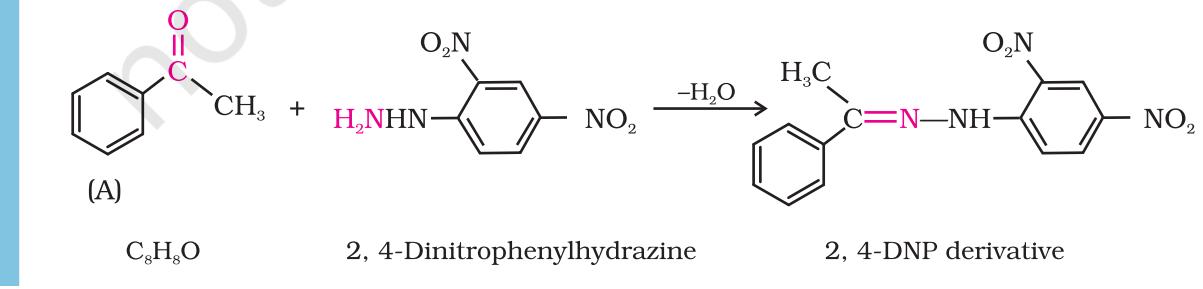 O
C
CH₃
+
H₂NHN
O₂N
NO₂
–H₂O
H₃C
C=N—NH
O₂N
NO₂
(A)
C₈H₈O
2, 4-Dinitrophenylhydrazine
2, 4-DNP derivative